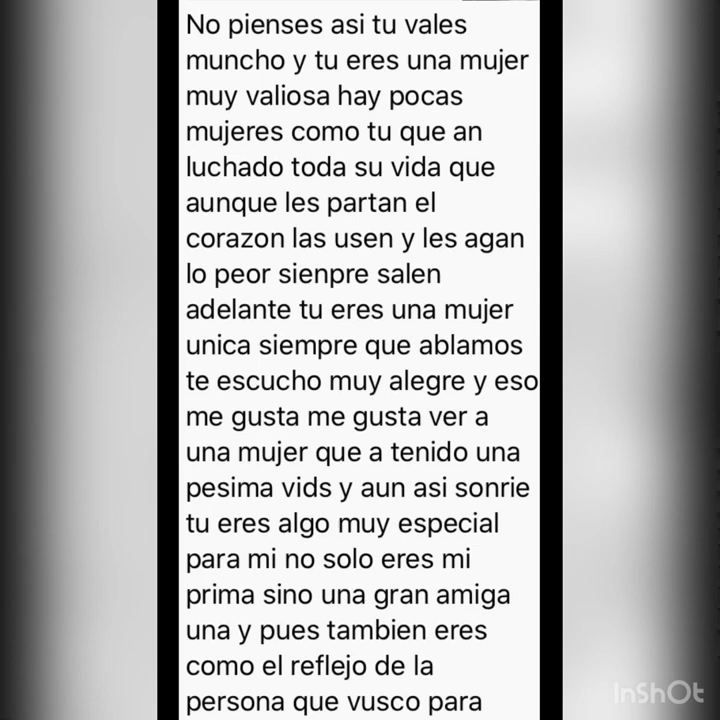 No pienses asi tu vales
muncho y tu eres una mujer
muy valiosa hay pocas
mujeres como tu que an
luchado toda su vida que
aunque les partan el
corazon las usen y les agan
lo peor sienpre salen
adelante tu eres una mujer
unica siempre que ablamos
te escucho muy alegre y eso
me gusta me gusta ver a
una mujer que a tenido una
pesima vids y aun asi sonrie
tu eres algo muy especial
para mi no solo eres mi
prima sino una gran amiga
una y pues tambien eres
como el reflejo de la
persona que vusco para
InShOt